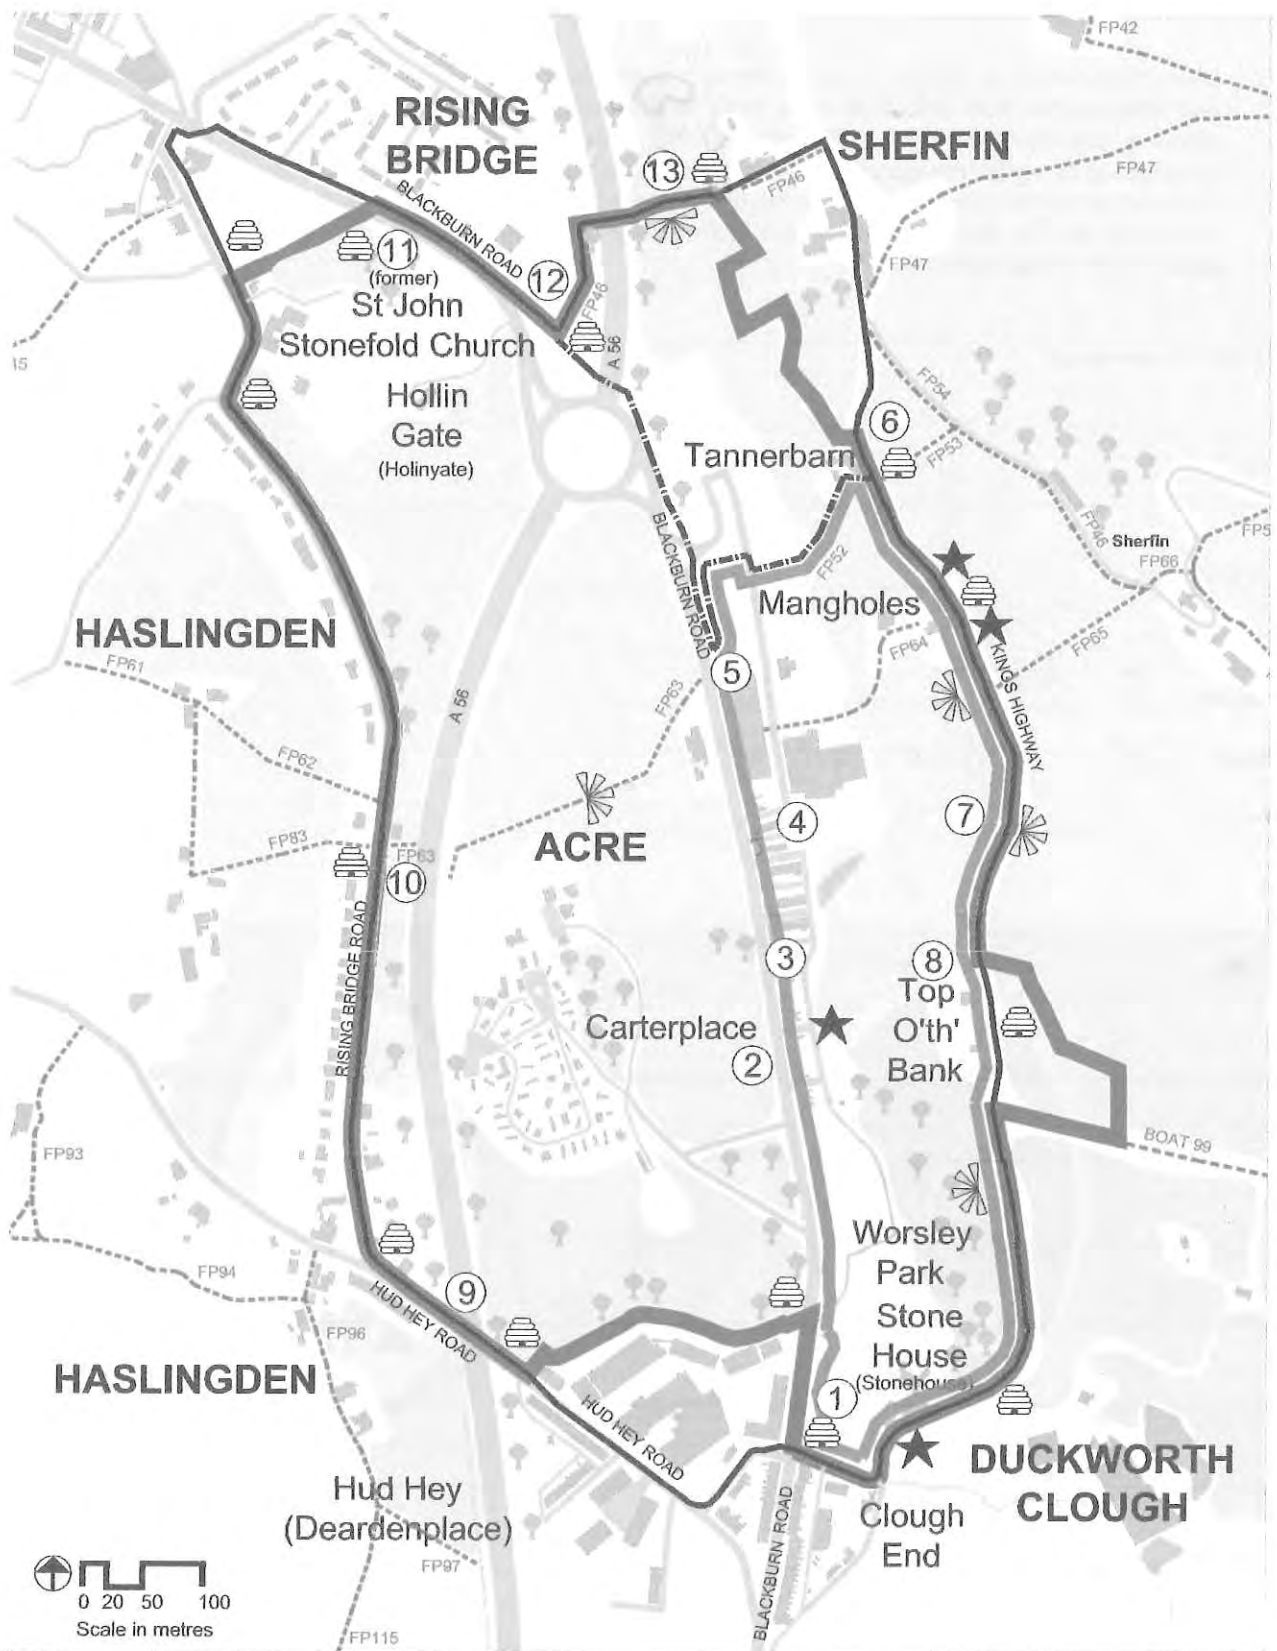 FP42
RISING
BRIDGE
13
SHERFIN
FP46
FP47
BLACKBURN ROAD
11
(former)
12
FP46
FP47
St John
Stonefold Church
A 56
Hollin
Gate
(Holinyate)
FP54
6
Tannerbarn
FP53
BLACKBURN ROAD
FP46
Sherfin
FP66
FP52
Mangholes
HASLINGDEN
FP61
FP64
FP65
KINGS HIGHWAY
5
A 56
FP63
FP62
7
4
FP83
FP63
ACRE
10
RISING BRIDGE ROAD
3
8
Top
O'th'
Bank
Carterplace
2
BOAT 99
FP93
Worsley
Park
FP94
9
HUD HEY ROAD
FP96
Stone
House
(Stonehouse)
HASLINGDEN
1
HUD HEY ROAD
DUCKWORTH
CLOUGH
Hud Hey
(Deardenplace)
BLACKBURN ROAD
Clough
End
FP97
0 20 50 100
Scale in metres
FP115